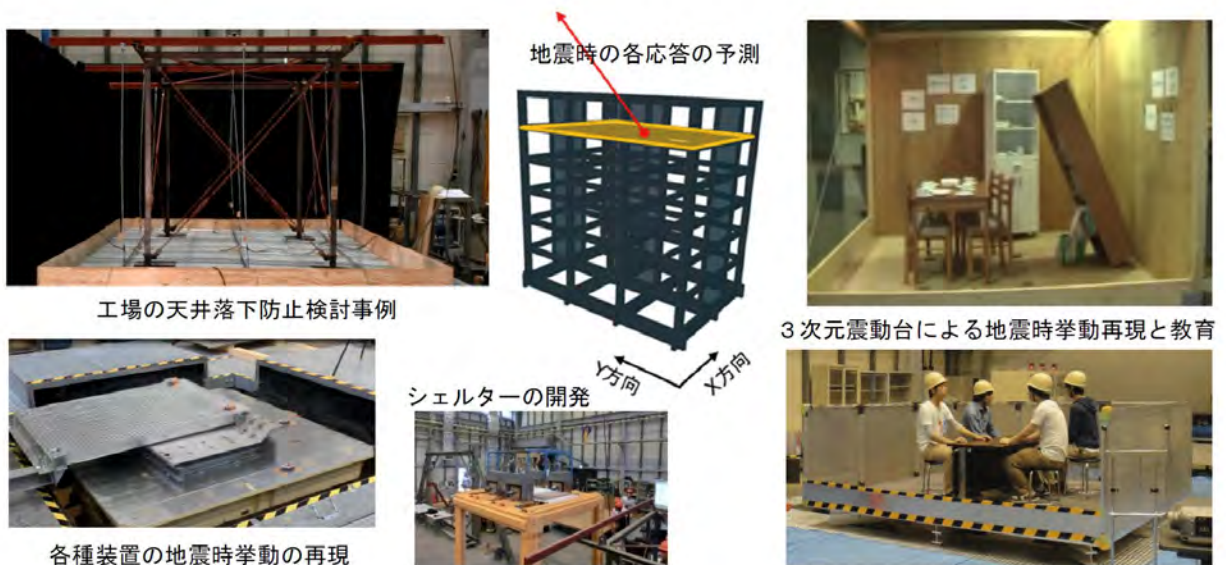 地震時の各応答の予測
工場の天井落下防止検討事例
３次元震動台による地震時挙動再現と教育
Y方向
X方向
シェルターの開発
各種装置の地震時挙動の再現